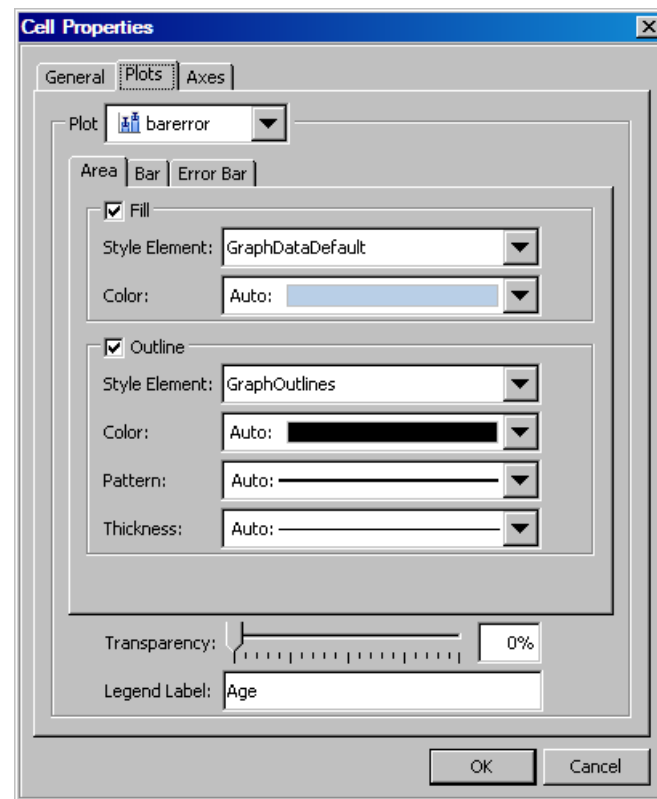 Cell Properties
General Plots Axes
Plot barerror
Area Bar Error Bar
Fill
Style Element: GraphDataDefault
Color: Auto:
Outline
Style Element: GraphOutlines
Color: Auto:
Pattern: Auto:
Thickness: Auto:
Transparency: 0%
Legend Label: Age
OK Cancel